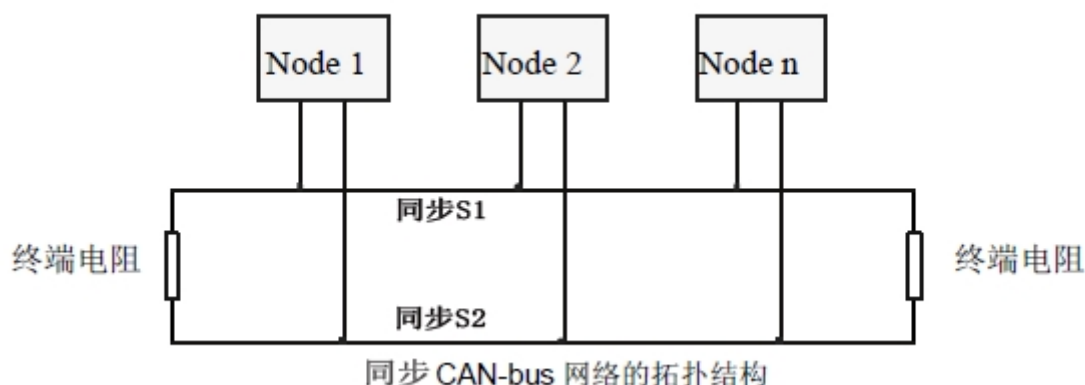 Node 1
Node 2
Node n
同步S1
终端电阻
终端电阻
同步S2
同步 CAN-bus 网络的拓扑结构